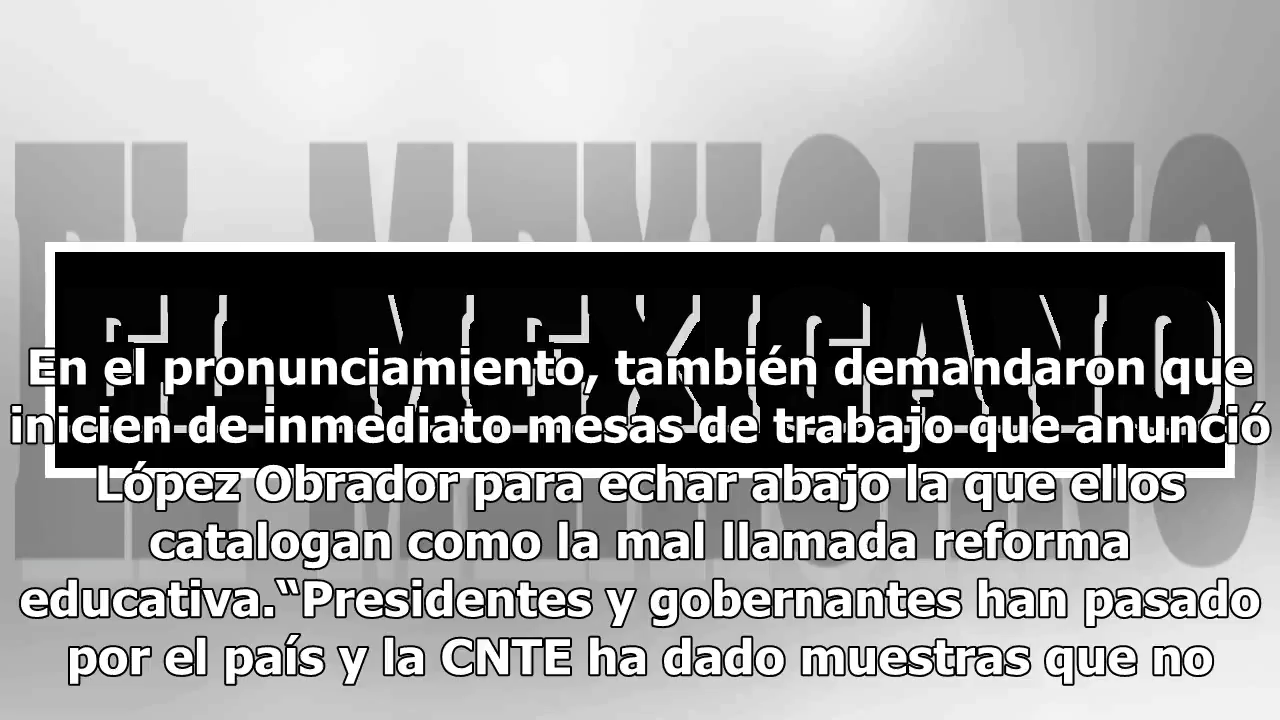 EL MEXICANO
EL MEXICANO
En el pronunciamiento, también demandaron que
inicien de inmediato mesas de trabajo que anunció
López Obrador para echar abajo la que ellos
catalogan como la mal llamada reforma
educativa.“Presidentes y gobernantes han pasado
por el país y la CNTE ha dado muestras que no